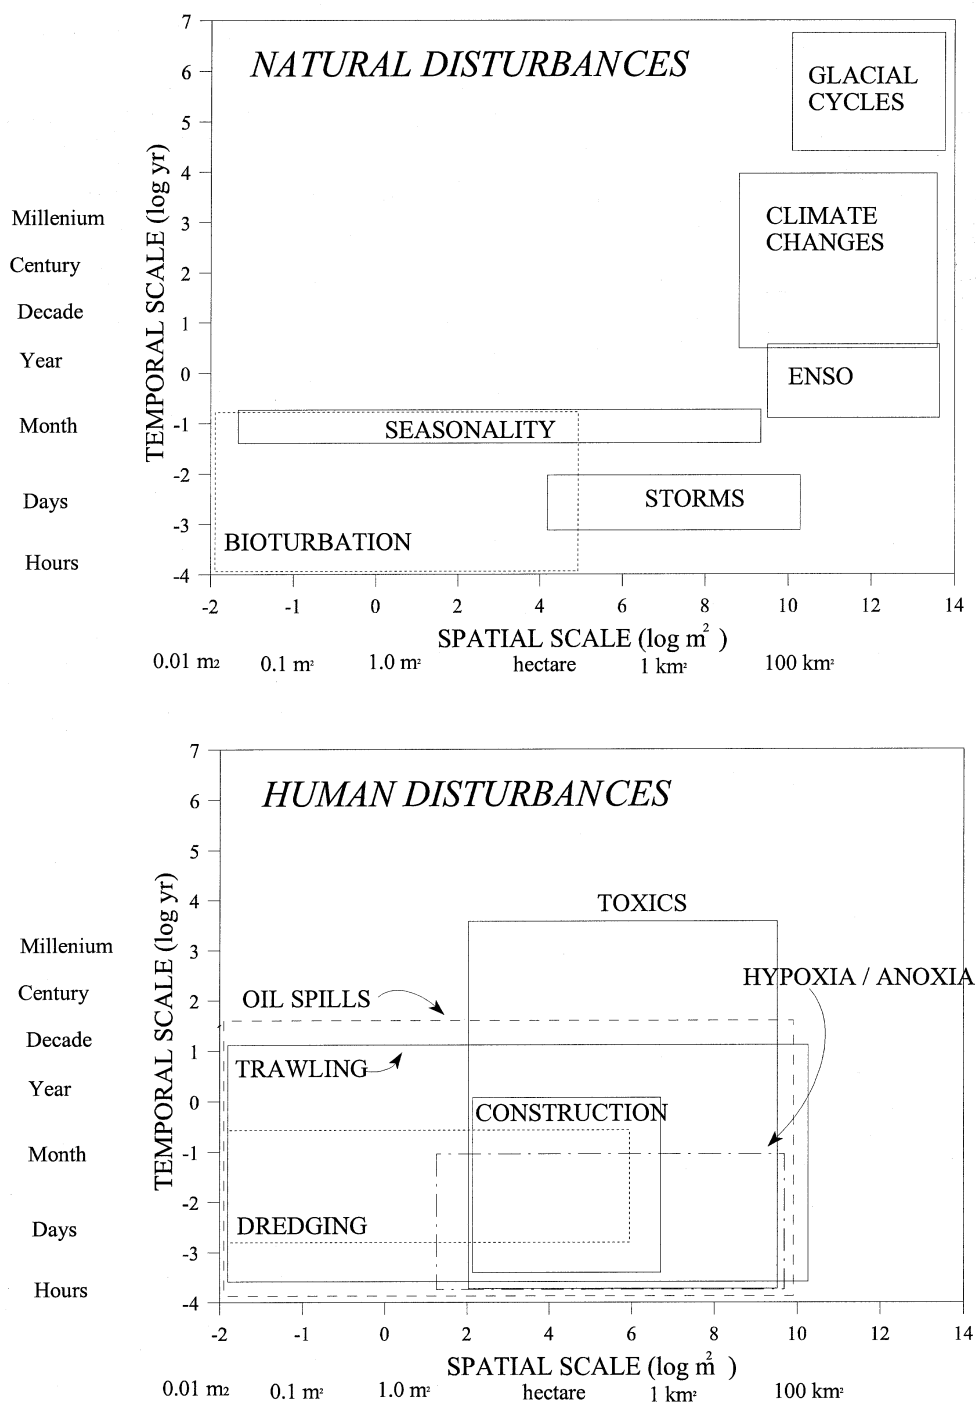 NATURAL DISTURBANCES
7
6
5
4
3
2
1
0
-1
-2
-3
-4
TEMPORAL SCALE (log yr)
Millenium
Century
Decade
Year
Month
Days
Hours
GLACIAL
CYCLES
CLIMATE
CHANGES
ENSO
SEASONALITY
STORMS
BIOTURBATION
-2 -1 0 2 4 6 8 10 12 14
SPATIAL SCALE (log m²)
0.01 m2 0.1 m² 1.0 m² hectare 1 km² 100 km²
HUMAN DISTURBANCES
7
6
5
4
3
2
1
0
-1
-2
-3
-4
TEMPORAL SCALE (log yr)
Millenium
Century
Decade
Year
Month
Days
Hours
TOXICS
HYPOXIA / ANOXIA
OIL SPILLS
TRAWLING
CONSTRUCTION
DREDGING
-2 -1 0 2 4 6 8 10 12 14
SPATIAL SCALE (log m²)
0.01 m2 0.1 m² 1.0 m² hectare 1 km² 100 km²